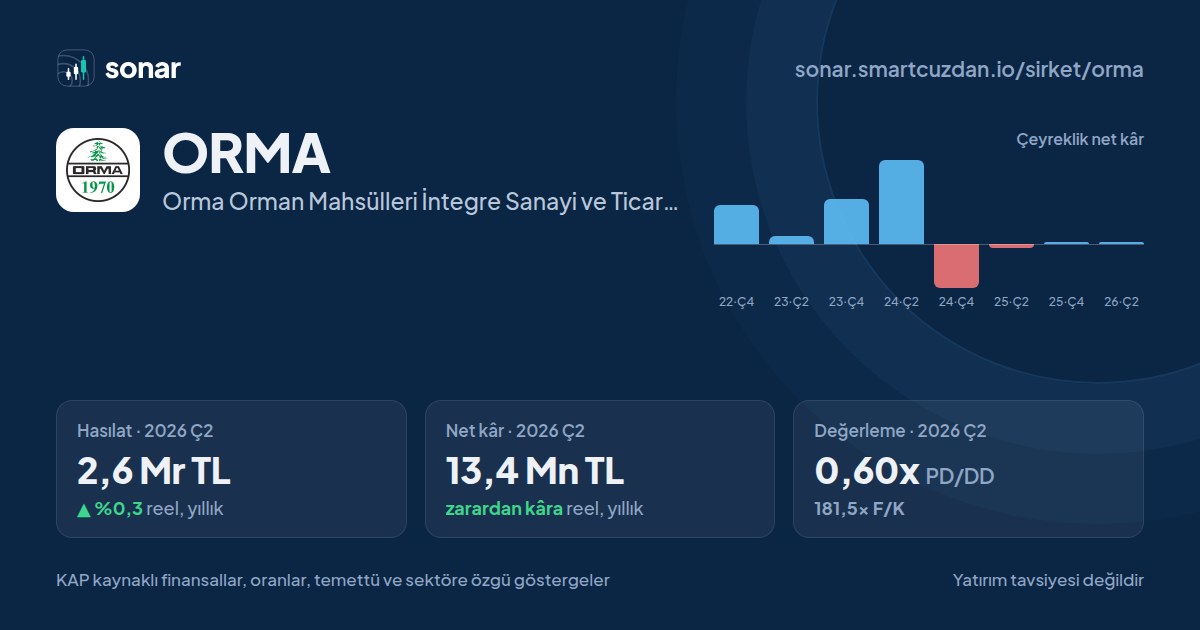 sonar
sonar.smartcuzdan.io/sirket/orma
ORMA
1970
ORMA
Orma Orman Mahsülleri İntegre Sanayi ve Ticar...
Çeyreklik net kâr
22·Ç4 23·Ç2 23·Ç4 24·Ç2 24·Ç4 25·Ç2 25·Ç4 26·Ç2
Hasılat · 2026 Ç2
2,6 Mr TL
▲ %0,3 reel, yıllık
Net kâr · 2026 Ç2
13,4 Mn TL
zarardan kâra reel, yıllık
Değerleme · 2026 Ç2
0,60x PD/DD
181,5× F/K
KAP kaynaklı finansallar, oranlar, temettü ve sektöre özgü göstergeler
Yatırım tavsiyesi değildir